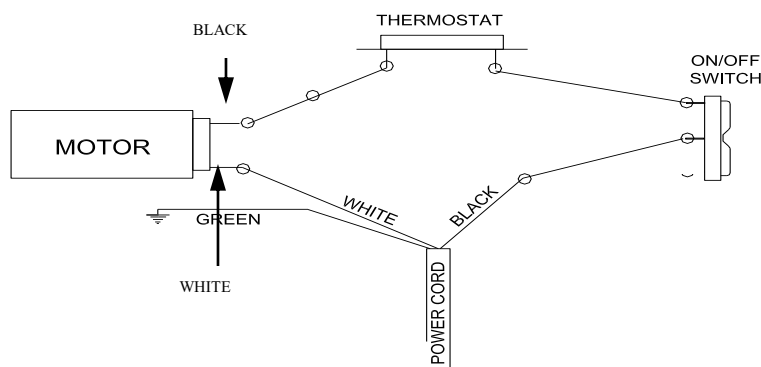 THERMOSTAT
BLACK
ON/OFF
SWITCH
MOTOR
WHITE
BLACK
GREEN
WHITE
POWER CORD